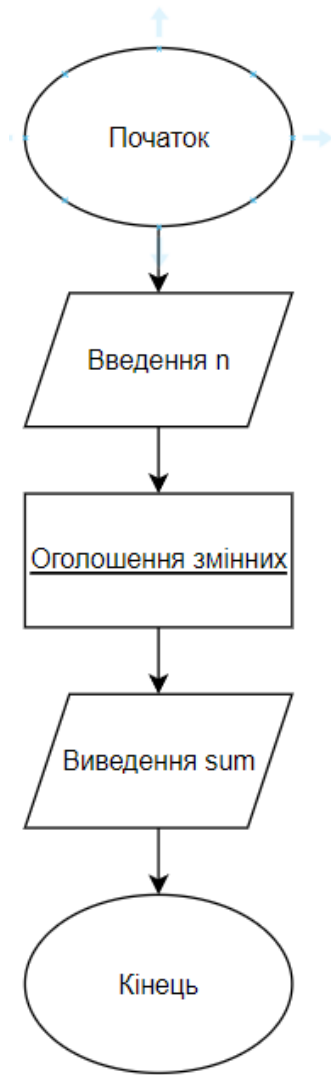 Початок
Введення n
Оголошення змінних
Виведення sum
Кінець